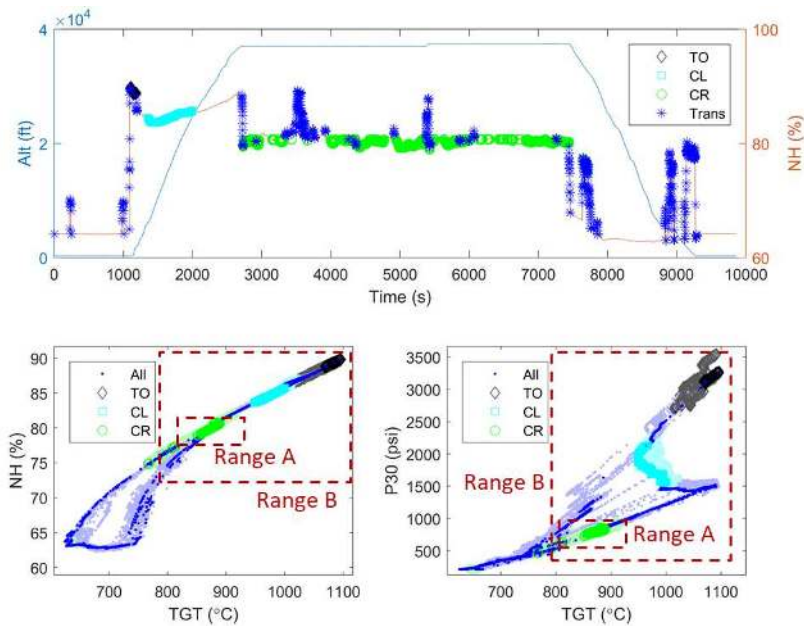 4 ×10⁴
100
TO
CL
CR
Trans
Alt (ft)
2
80
NH (%)
0
60
0 1000 2000 3000 4000 5000 6000 7000 8000 9000 10000
Time (s)
90
85
80
75
70
65
60
NH (%)
All
TO
CL
CR
Range A
Range B
700 800 900 1000 1100
TGT (°C)
3500
3000
2500
2000
1500
1000
500
P30 (psi)
All
TO
CL
CR
Range B
Range A
700 800 900 1000 1100
TGT (°C)